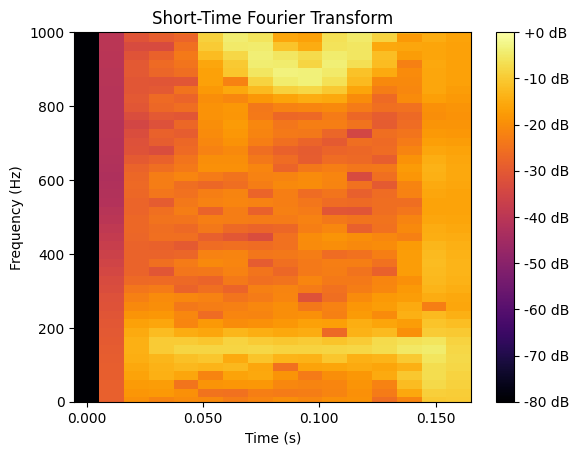 Short-Time Fourier Transform
1000
800
600
400
200
0
Frequency (Hz)
0.000
0.050
0.100
0.150
Time (s)
+0 dB
-10 dB
-20 dB
-30 dB
-40 dB
-50 dB
-60 dB
-70 dB
-80 dB